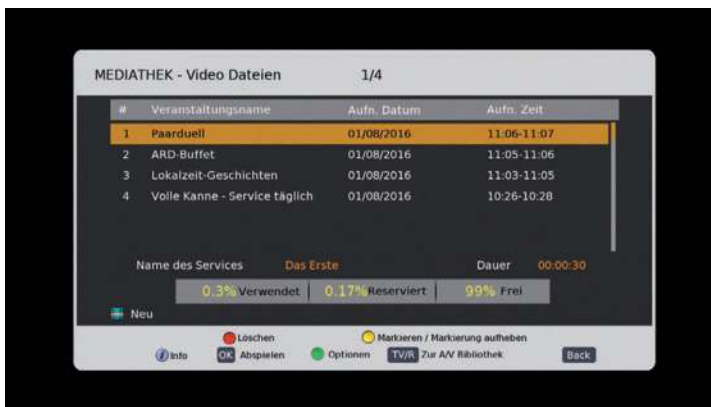 MEDIATHEK - Video Dateien 1/4
# Veranstaltungsname Aufn. Datum Aufn. Zeit
1 Paarduell 01/08/2016 11:06-11:07
2 ARD-Buffet 01/08/2016 11:05-11:06
3 Lokalzeit-Geschichten 01/08/2016 11:03-11:05
4 Volle Kanne - Service täglich 01/08/2016 10:26-10:28
Name des Services Das Erste Dauer 00:00:30
0.3% Verwendet 0.17% Reserviert 99% Frei
Neu
Löschen Markieren / Markierung aufheben
i Info OK Abspielen Optionen TV/R Zur A/V Bibliothek Back